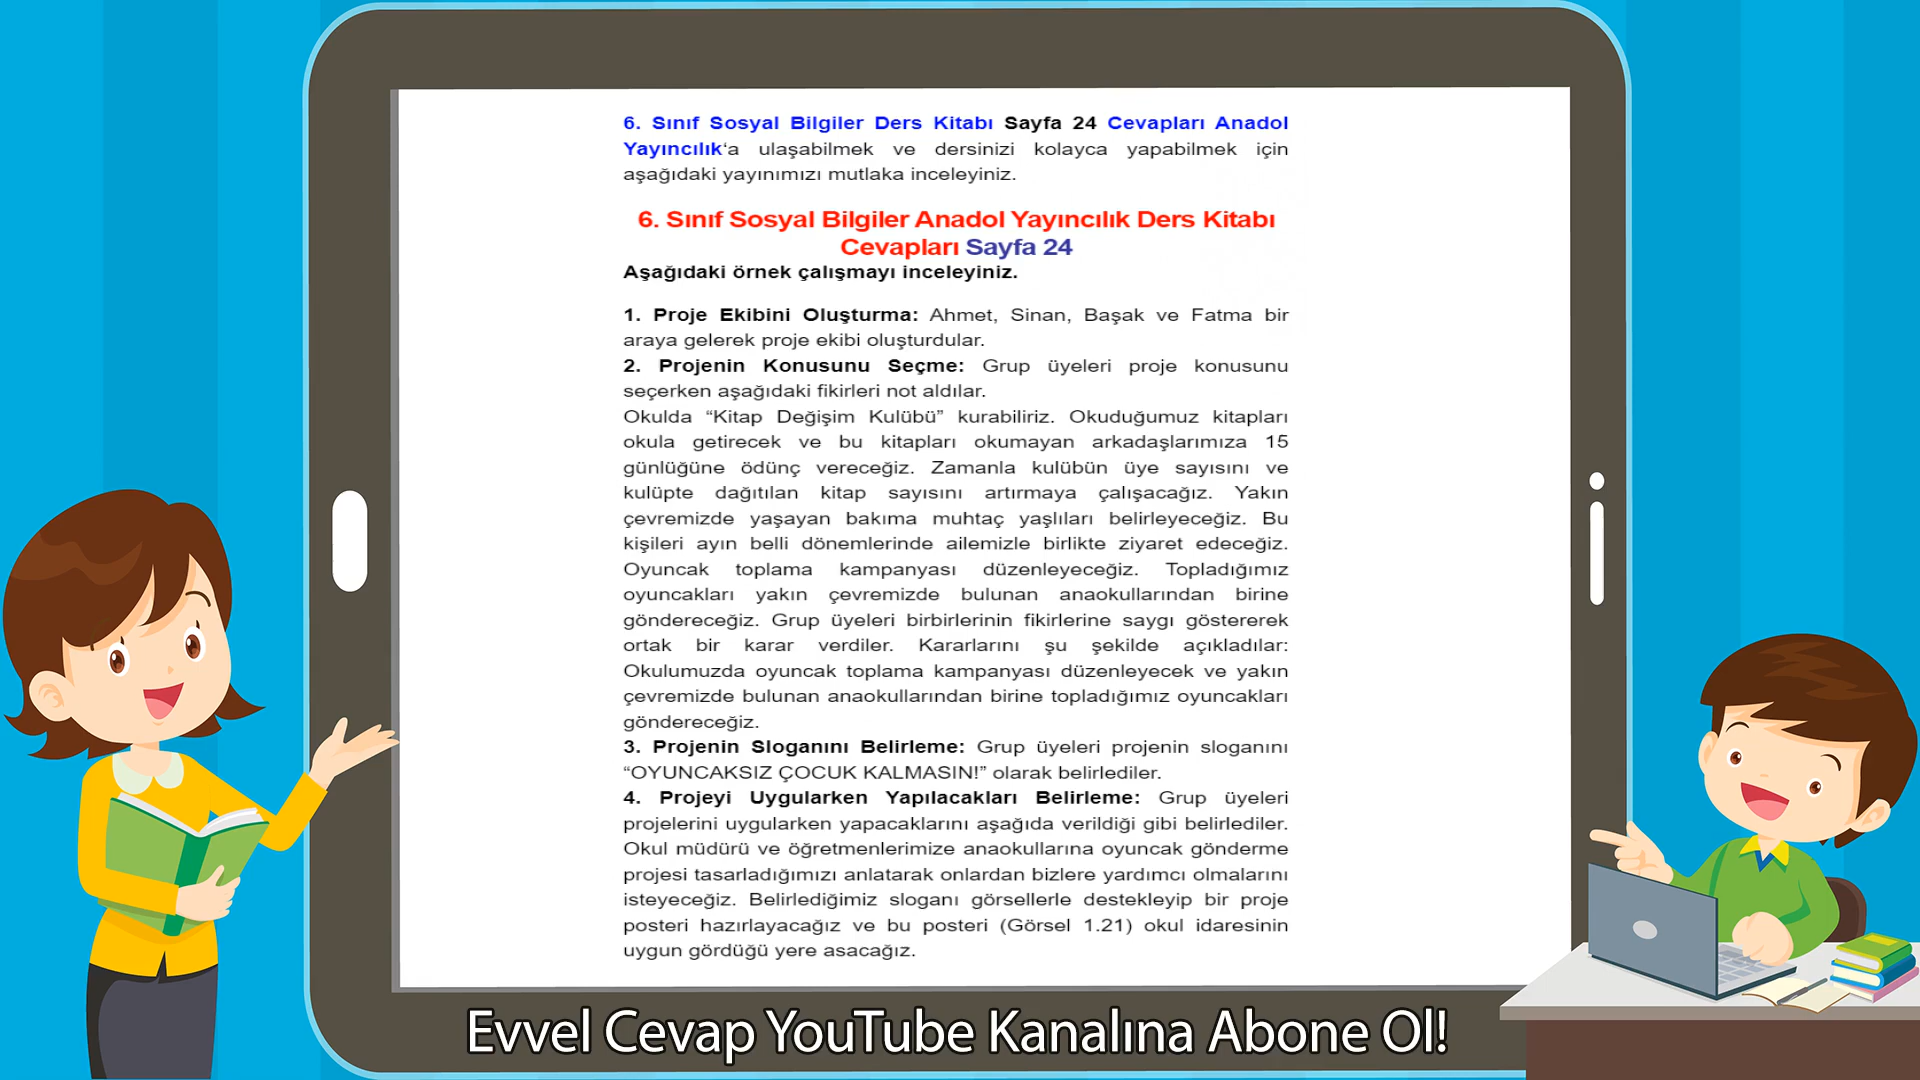 6. Sınıf Sosyal Bilgiler Ders Kitabı Sayfa 24 Cevapları Anadol
Yayıncılık‘a ulaşabilmek ve dersinizi kolayca yapabilmek için
aşağıdaki yayınımızı mutlaka inceleyiniz.
6. Sınıf Sosyal Bilgiler Anadol Yayıncılık Ders Kitabı
Cevapları Sayfa 24
Aşağıdaki örnek çalışmayı inceleyiniz.
1. Proje Ekibini Oluşturma: Ahmet, Sinan, Başak ve Fatma bir
araya gelerek proje ekibi oluşturdular.
2. Projenin Konusunu Seçme: Grup üyeleri proje konusunu
seçerken aşağıdaki fikirleri not aldılar.
Okulda “Kitap Değişim Kulübü” kurabiliriz. Okuduğumuz kitapları
okula getirecek ve bu kitapları okumayan arkadaşlarımıza 15
günlüğüne ödünç vereceğiz. Zamanla kulübün üye sayısını ve
kulüpte dağıtılan kitap sayısını artırmaya çalışacağız. Yakın
çevremizde yaşayan bakıma muhtaç yaşlıları belirleyeceğiz. Bu
kişileri ayın belli dönemlerinde ailemizle birlikte ziyaret edeceğiz.
Oyuncak toplama kampanyası düzenleyeceğiz. Topladığımız
oyuncakları yakın çevremizde bulunan anaokullarından birine
göndereceğiz. Grup üyeleri birbirlerinin fikirlerine saygı göstererek
ortak bir karar verdiler. Kararlarını şu şekilde açıkladılar:
Okulumuzda oyuncak toplama kampanyası düzenleyecek ve yakın
çevremizde bulunan anaokullarından birine topladığımız oyuncakları
göndereceğiz.
3. Projenin Sloganını Belirleme: Grup üyeleri projenin sloganını
“OYUNCAKSIZ ÇOCUK KALMASIN!” olarak belirlediler.
4. Projeyi Uygularken Yapılacakları Belirleme: Grup üyeleri
projelerini uygularken yapacaklarını aşağıda verildiği gibi belirlediler.
Okul müdürü ve öğretmenlerimize anaokullarına oyuncak gönderme
projesi tasarladığımızı anlatarak onlardan bizlere yardımcı olmalarını
isteyeceğiz. Belirlediğimiz sloganı görsellerle destekleyip bir proje
posteri hazırlayacağız ve bu posteri (Görsel 1.21) okul idaresinin
uygun gördüğü yere asacağız.
Evvel Cevap YouTube Kanalına Abone Ol!